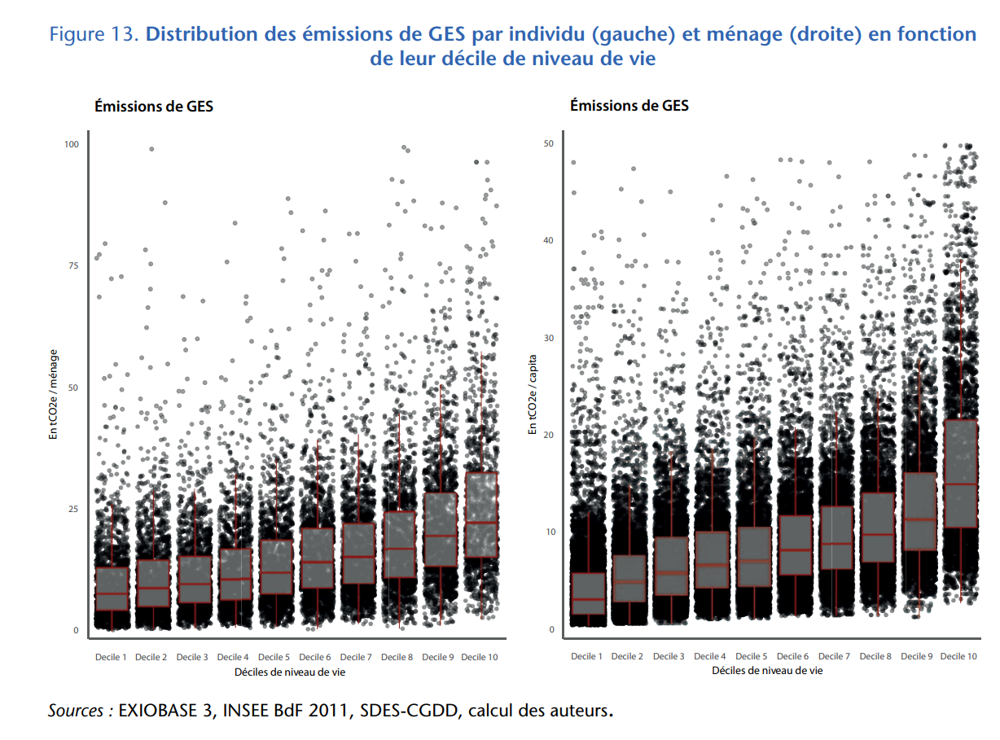 Figure 13. Distribution des émissions de GES par individu (gauche) et ménage (droite) en fonction
de leur décile de niveau de vie
Émissions de GES
100
75
50
25
0
En tCO2e / ménage
Decile 1 Decile 2 Decile 3 Decile 4 Decile 5 Decile 6 Decile 7 Decile 8 Decile 9 Decile 10
Déciles de niveau de vie
Émissions de GES
50
40
30
20
10
0
En tCO2e / capita
Decile 1 Decile 2 Decile 3 Decile 4 Decile 5 Decile 6 Decile 7 Decile 8 Decile 9 Decile 10
Déciles de niveau de vie
Sources : EXIOBASE 3, INSEE BdF 2011, SDES-CGDD, calcul des auteurs.